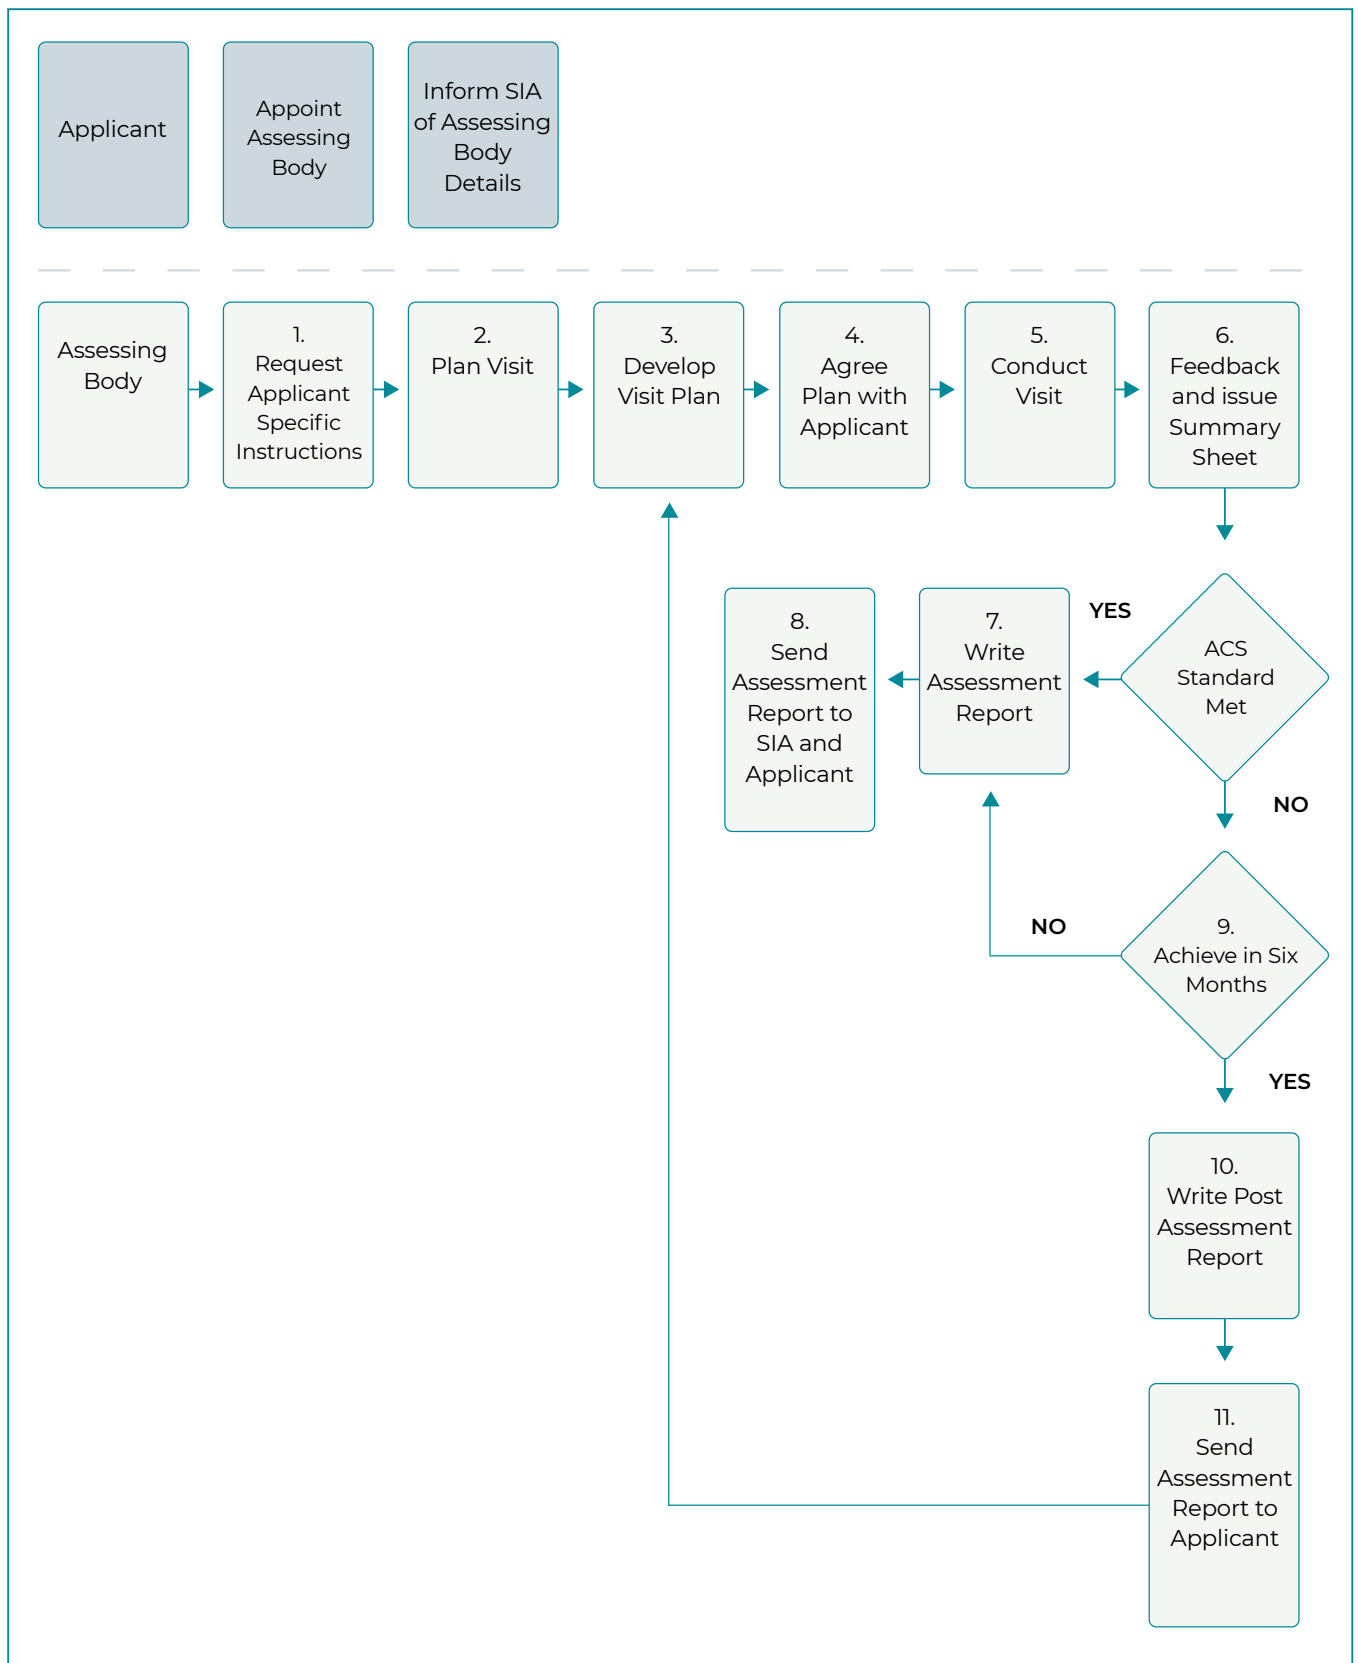 Applicant
Appoint
Assessing
Body
Inform SIA
of Assessing
Body
Details
Assessing
Body
1.
Request
Applicant
Specific
Instructions
2.
Plan Visit
3.
Develop
Visit Plan
4.
Agree
Plan with
Applicant
5.
Conduct
Visit
6.
Feedback
and issue
Summary
Sheet
ACS
Standard
Met
YES
7.
Write
Assessment
Report
8.
Send
Assessment
Report to
SIA and
Applicant
NO
9.
Achieve in Six
Months
NO
YES
10.
Write Post
Assessment
Report
11.
Send
Assessment
Report to
Applicant